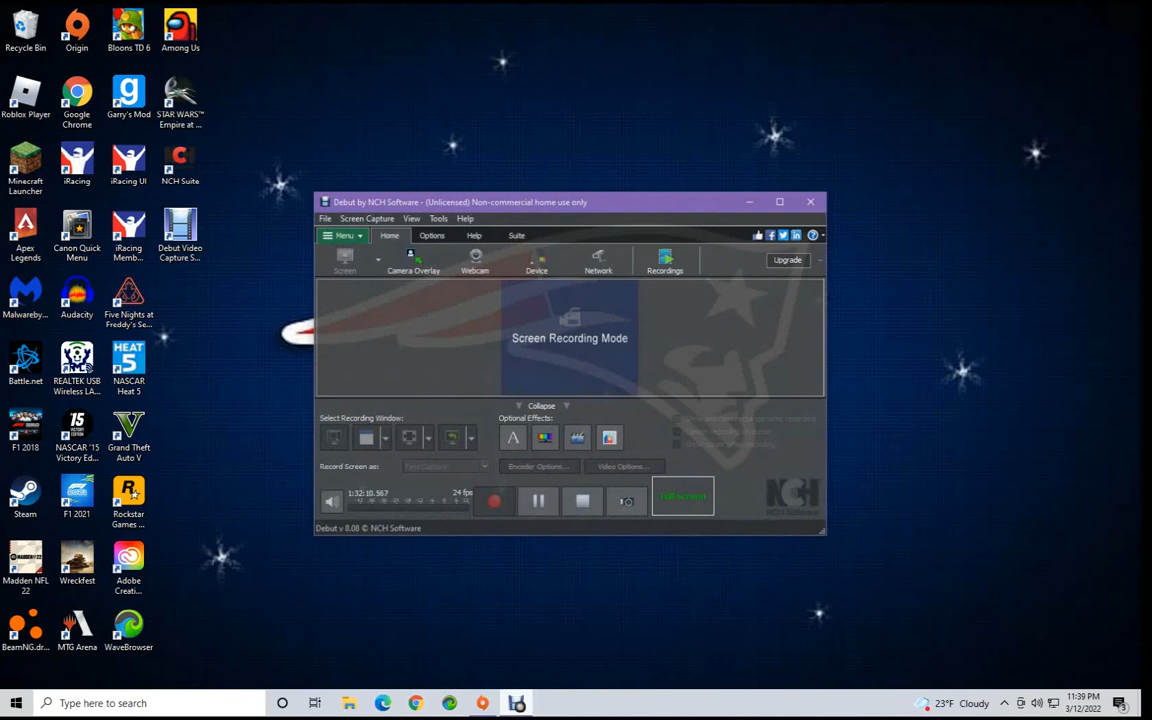 Recycle Bin
Origin
Bloons TD 6
Among Us
Roblox Player
Google
Chrome
Garry's Mod
STAR WARS™
Empire at ...
Minecraft
Launcher
iRacing
iRacing UI
NCH Suite
Apex
Legends
Canon Quick
Menu
iRacing
Memb...
Debut Video
Capture S...
Malwareby...
Audacity
Five Nights at
Freddy's Se...
Battle.net
REALTEK USB
Wireless LA...
NASCAR
Heat 5
F1 2018
NASCAR '15
Victory Ed...
Grand Theft
Auto V
Steam
F1 2021
Rockstar
Games ...
Madden NFL
22
Wreckfest
Adobe
Creati...
BeamNG.dr...
MTG Arena
WaveBrowser
Debut by NCH Software - (Unlicensed) Non-commercial home use only
File Screen Capture View Tools Help
Menu Home Options Help Suite
Screen Camera Overlay Webcam Device Network Recordings Upgrade
Screen Recording Mode
Collapse
Select Recording Window:
Optional Effects:
Record Screen as:
Encoder Options... Video Options...
1:32:10.567 24 fps
Full screen
NCH
NCH Software
Debut v 8.08 © NCH Software
Type here to search
23°F Cloudy
11:39 PM
3/12/2022
3